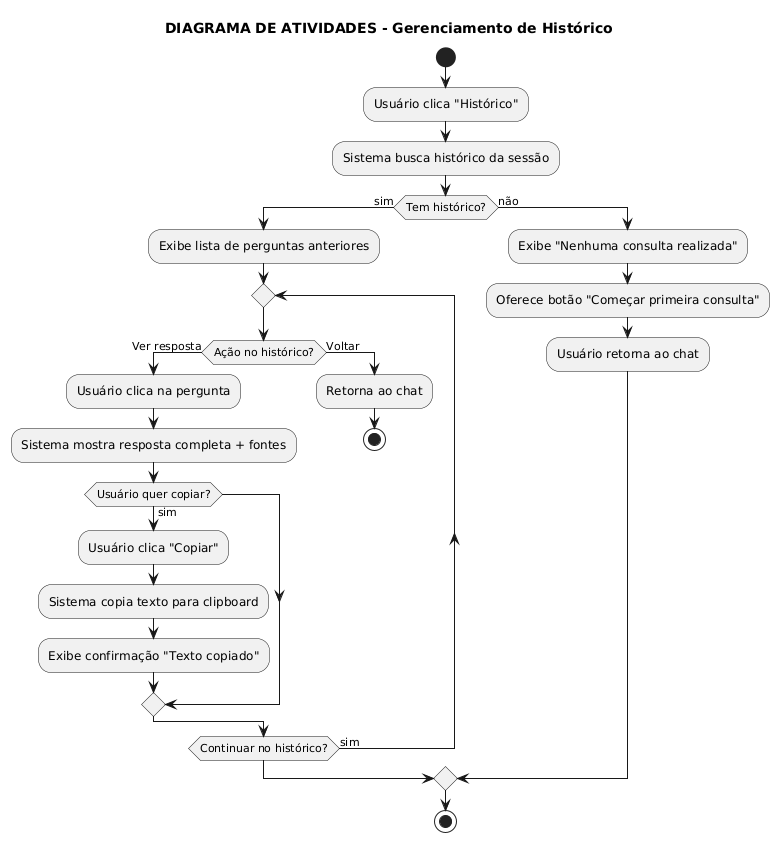 DIAGRAMA DE ATIVIDADES - Gerenciamento de Histórico
Usuário clica "Histórico"
Sistema busca histórico da sessão
sim
Tem histórico?
não
Exibe lista de perguntas anteriores
Exibe "Nenhuma consulta realizada"
Oferece botão "Começar primeira consulta"
Ver resposta
Ação no histórico?
Voltar
Usuário retorna ao chat
Usuário clica na pergunta
Retorna ao chat
Sistema mostra resposta completa + fontes
Usuário quer copiar?
sim
Usuário clica "Copiar"
Sistema copia texto para clipboard
Exibe confirmação "Texto copiado"
Continuar no histórico?
sim